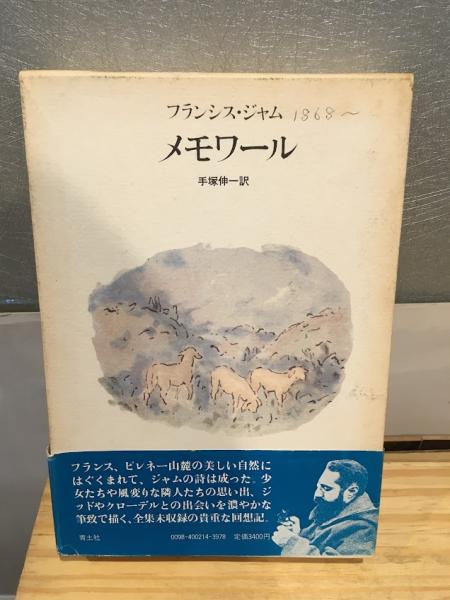 フランシス・ジャム 1868〜
メモワール
手塚伸一訳
フランス、ピレネー山麓の美しい自然に
はぐくまれて、ジャムの詩は成った。少
女たちや風変りな隣人たちの思い出、ジ
ッドやクローデルとの出会いを濃やかな
筆致で描く、全集未収録の貴重な回想記。
青土社 0098-400214-3978 定価3400円